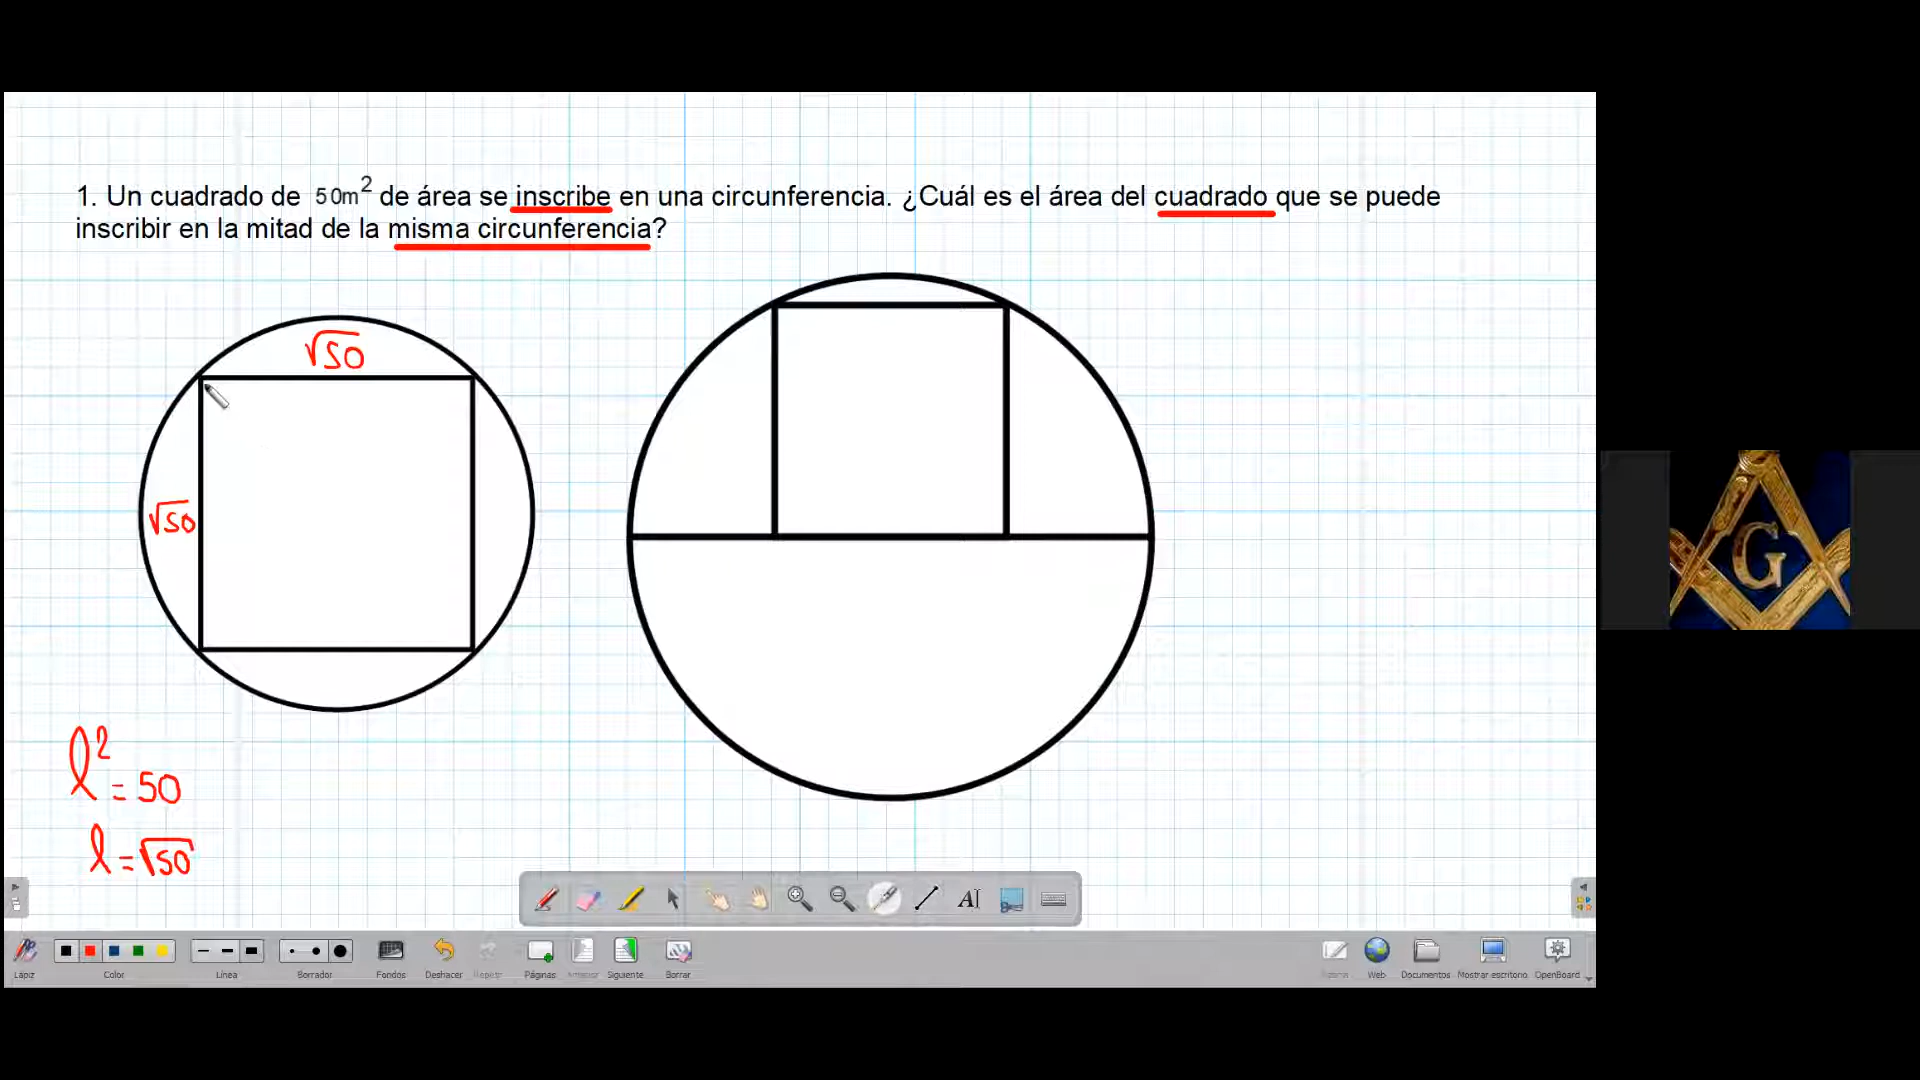 1. Un cuadrado de 50m² de área se inscribe en una circunferencia. ¿Cuál es el área del cuadrado que se puede
inscribir en la mitad de la misma circunferencia?
√50
√50
l² = 50
l = √50
G
AI
Lápiz
Color
Línea
Borrador
Fondos
Deshacer
Repetir
Páginas
Siguiente
Borrar
Web
Documentos
Mostrar escritorio
OpenBoard